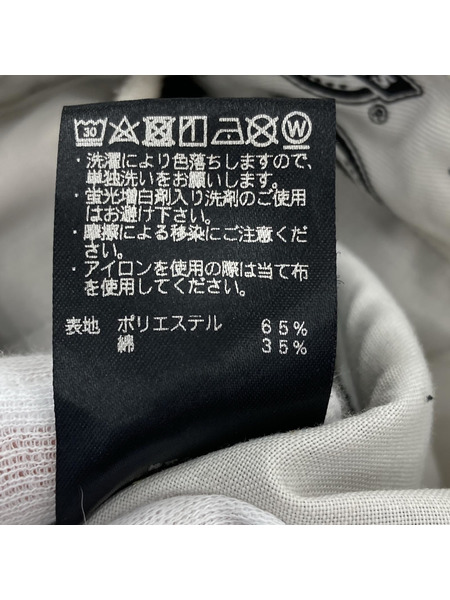 30
W
・洗濯により色落ちしますので、
単独洗いをお願いします。
・蛍光増白剤入り洗剤のご使用
はお避け下さい。
・摩擦による移染にご注意くだ
さい。
・アイロンを使用の際は当て布
を使用してください。
表地 ポリエステル 65%
綿 35%